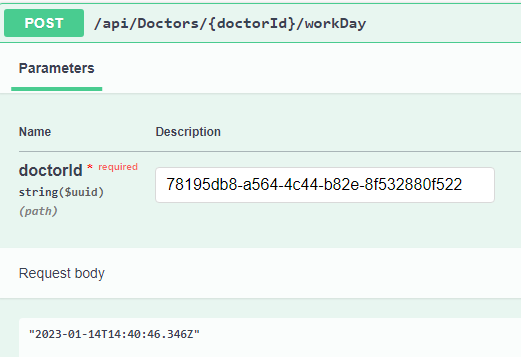 POST /api/Doctors/{doctorId}/workDay
Parameters
Name Description
doctorId * required 78195db8-a564-4c44-b82e-8f532880f522
string($uuid)
(path)
Request body
"2023-01-14T14:40:46.346Z"